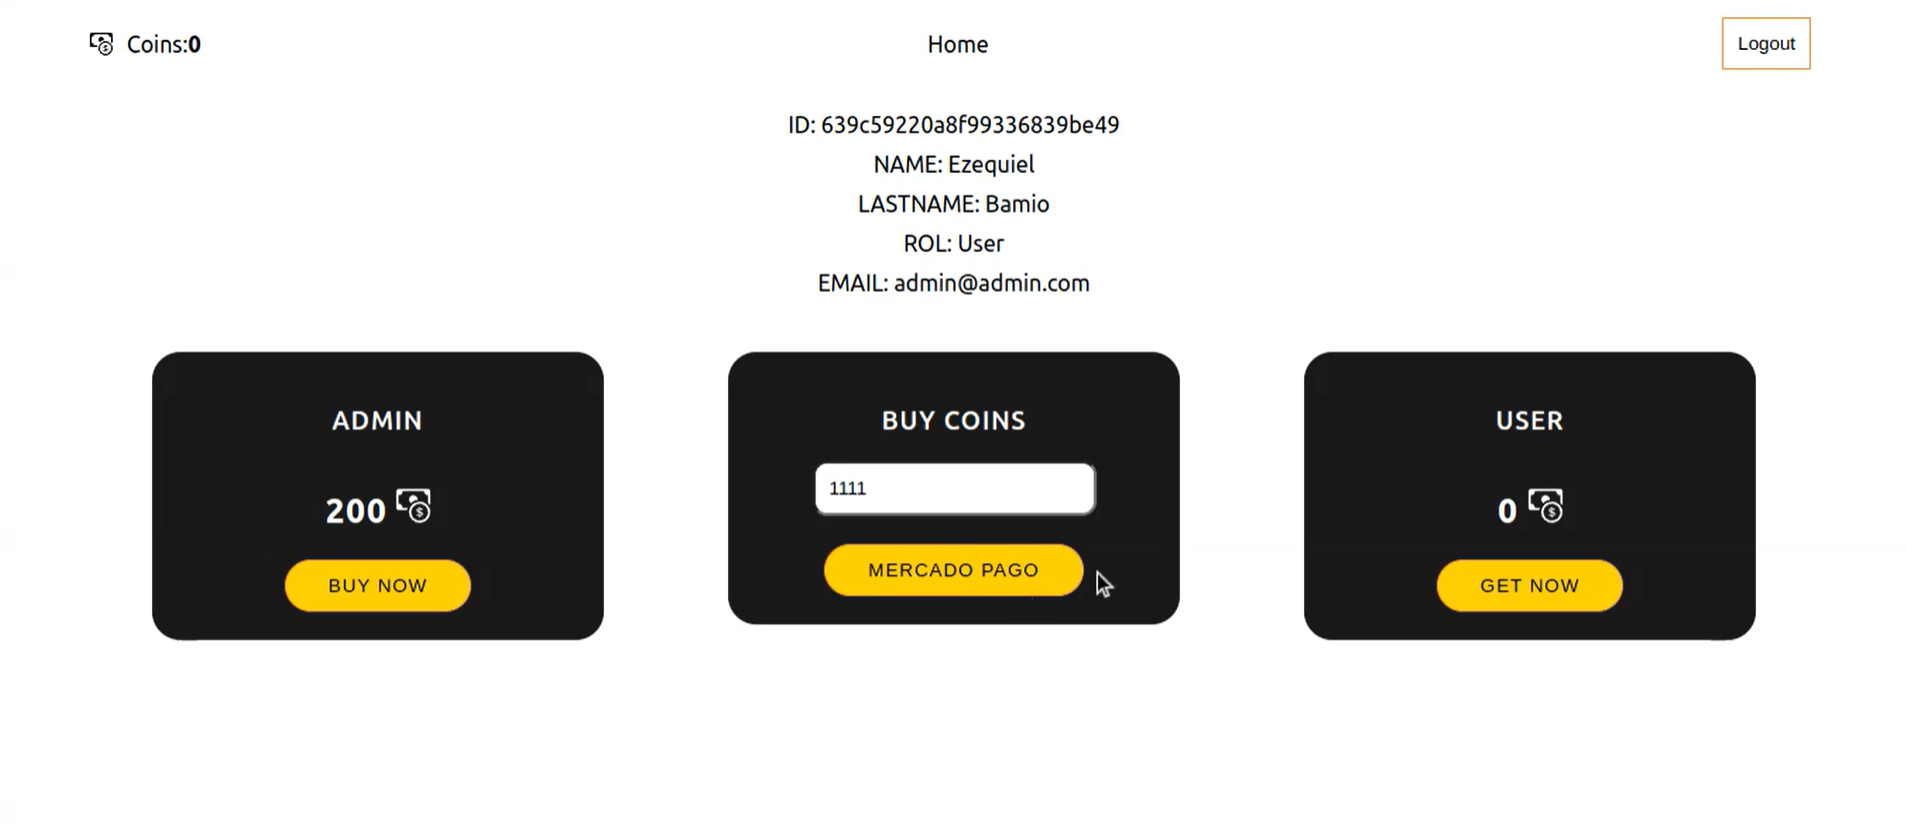 Coins:0
Home
Logout
ID: 639c59220a8f99336839be49
NAME: Ezequiel
LASTNAME: Bamio
ROL: User
EMAIL: admin@admin.com
ADMIN
200
BUY NOW
BUY COINS
1111
MERCADO PAGO
USER
0
GET NOW